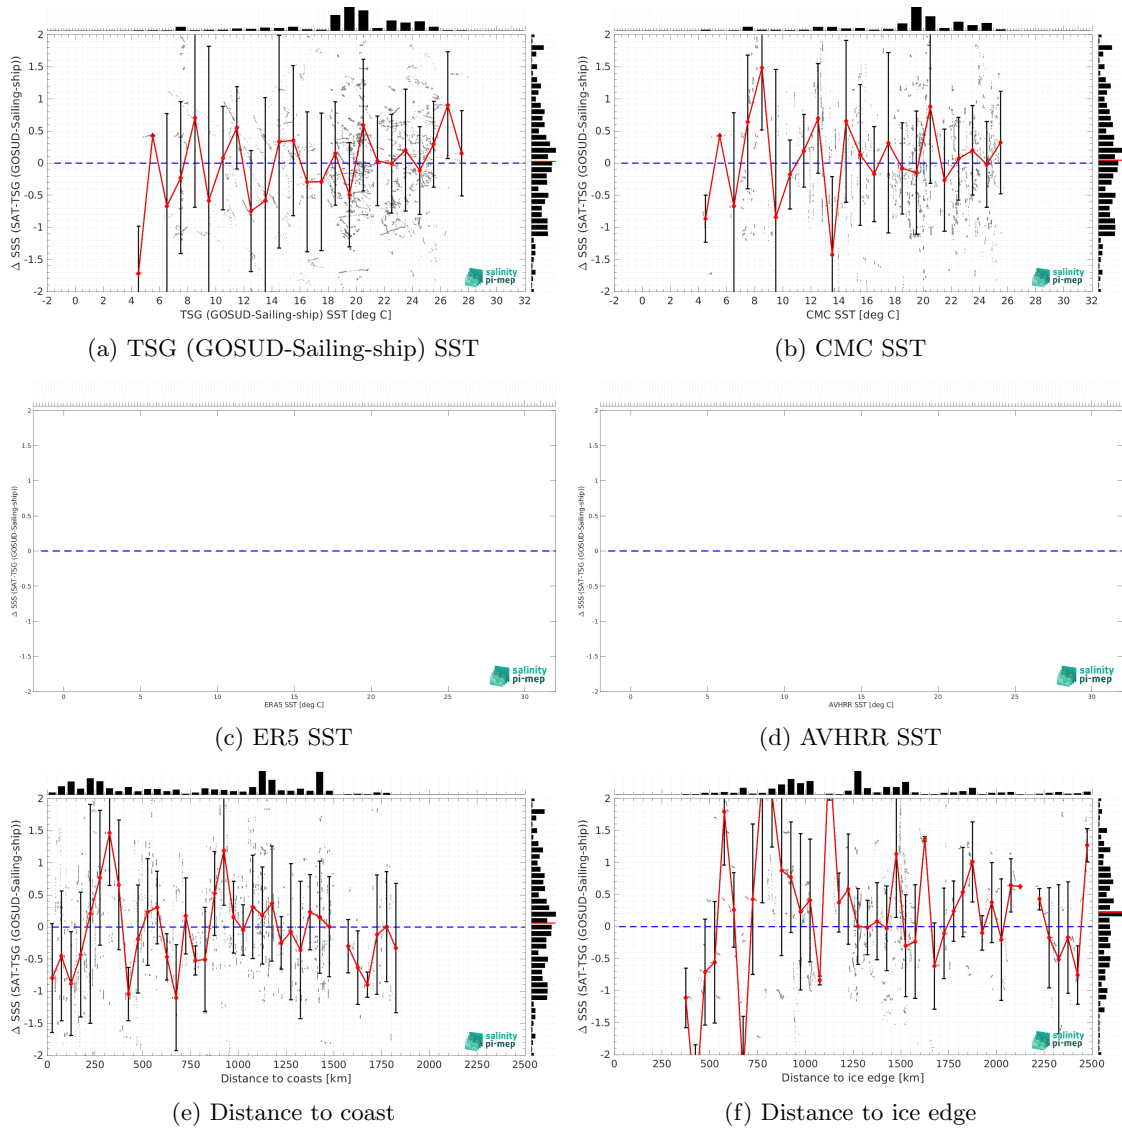 2
1.5
1
0.5
0
-0.5
-1
-1.5
-2
Δ SSS (SAT-TSG (GOSUD-Sailing-ship))
-2 0 2 4 6 8 10 12 14 16 18 20 22 24 26 28 30 32
TSG (GOSUD-Sailing-ship) SST [deg C]
salinity
pi-mep
(a) TSG (GOSUD-Sailing-ship) SST
2
1.5
1
0.5
0
-0.5
-1
-1.5
-2
Δ SSS (SAT-TSG (GOSUD-Sailing-ship))
-2 0 2 4 6 8 10 12 14 16 18 20 22 24 26 28 30 32
CMC SST [deg C]
salinity
pi-mep
(b) CMC SST
2
1.5
1
0.5
0
-0.5
-1
-1.5
-2
Δ SSS (SAT-TSG (GOSUD-Sailing-ship))
0 5 10 15 20 25 30
ERA5 SST [deg C]
salinity
pi-mep
(c) ER5 SST
2
1.5
1
0.5
0
-0.5
-1
-1.5
-2
Δ SSS (SAT-TSG (GOSUD-Sailing-ship))
0 5 10 15 20 25 30
AVHRR SST [deg C]
salinity
pi-mep
(d) AVHRR SST
2
1.5
1
0.5
0
-0.5
-1
-1.5
-2
Δ SSS (SAT-TSG (GOSUD-Sailing-ship))
0 250 500 750 1000 1250 1500 1750 2000 2500
Distance to coasts [km]
salinity
pi-mep
(e) Distance to coast
2
1.5
1
0.5
0
-0.5
-1
-1.5
-2
Δ SSS (SAT-TSG (GOSUD-Sailing-ship))
0 250 500 750 1000 1250 1500 1750 2000 2250 2500
Distance to ice edge [km]
salinity
pi-mep
(f) Distance to ice edge